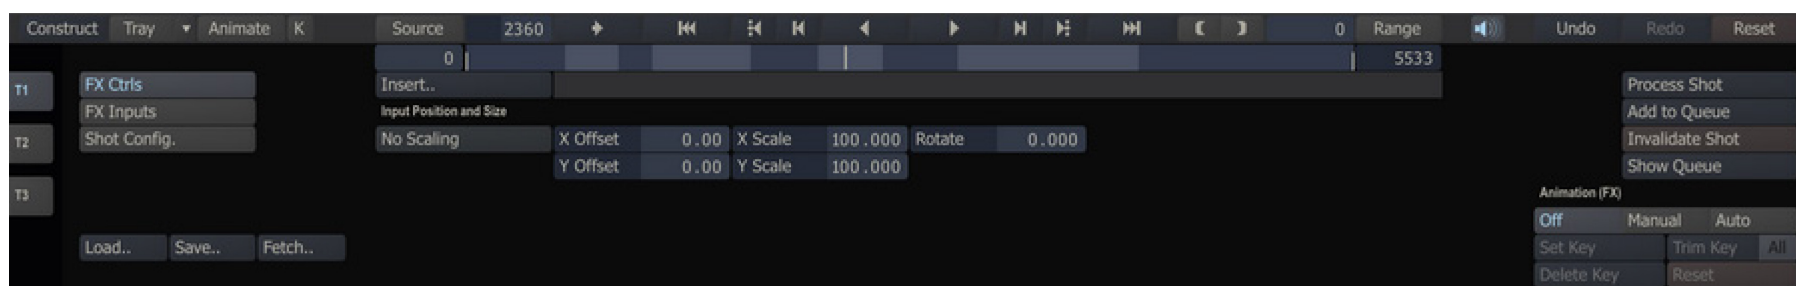 Construct Tray Animate K Source 2360 0 Range Undo Redo Reset
0 5533
T1 FX Ctrls Insert.. Process Shot
FX Inputs Input Position and Size Add to Queue
T2 Shot Config. No Scaling X Offset 0.00 X Scale 100.000 Rotate 0.000 Invalidate Shot
Y Offset 0.00 Y Scale 100.000 Show Queue
T3 Animation (FX)
Off Manual Auto
Load.. Save.. Fetch.. Set Key Trim Key All
Delete Key Reset